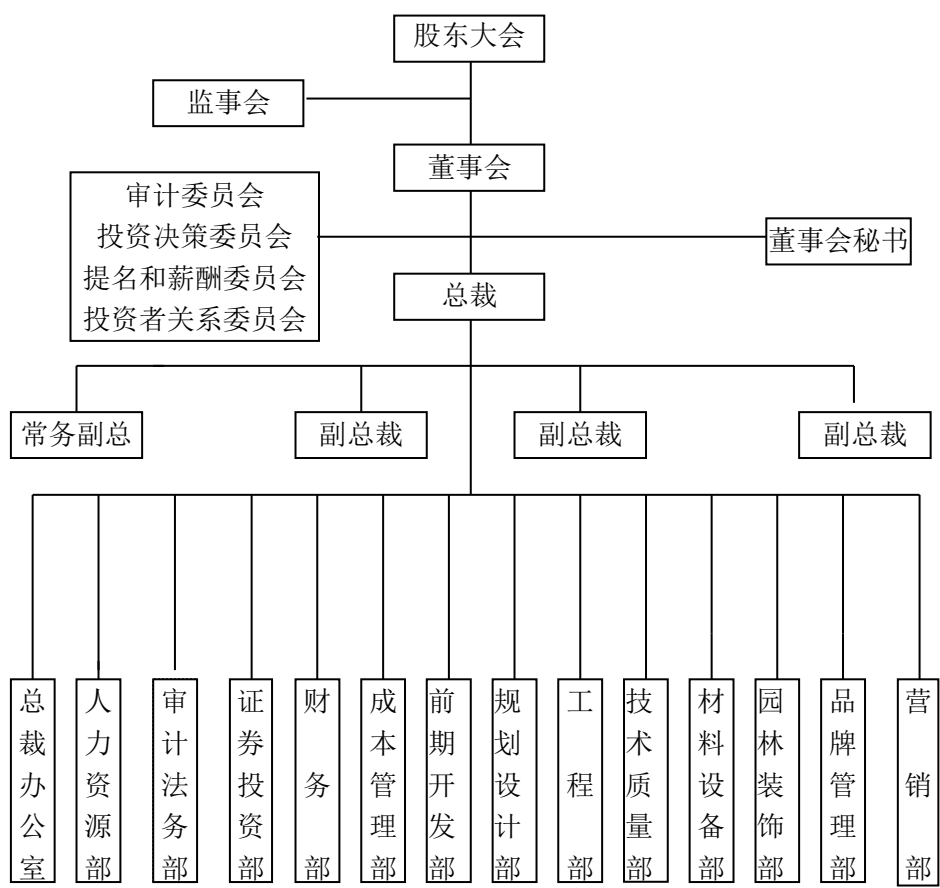 股东大会
监事会
董事会
审计委员会
投资决策委员会
提名和薪酬委员会
投资者关系委员会
董事会秘书
总裁
常务副总
副总裁
副总裁
副总裁
总裁办公室
人力资源部
审计法务部
证券投资部
财务部
成本管理部
前期开发部
规划设计部
工程部
技术质量部
材料设备部
园林装饰部
品牌管理部
营销部